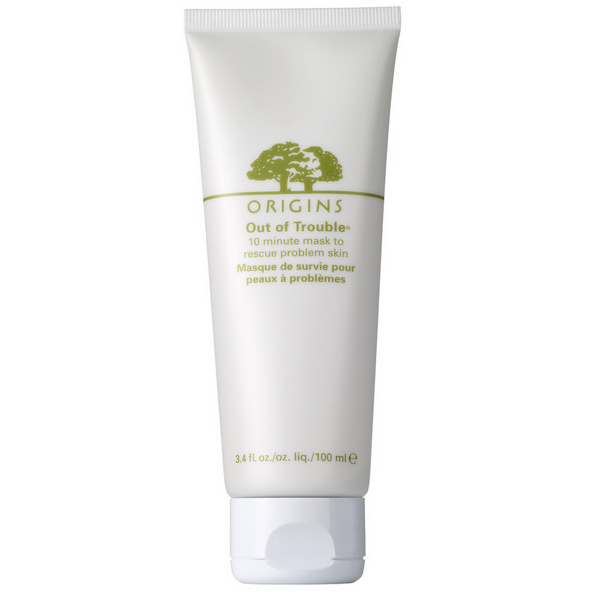 ORIGINS
Out of Trouble®
10 minute mask to
rescue problem skin
Masque de survie pour
peaux à problèmes
3.4 fl. oz./oz. liq./100 ml ℮